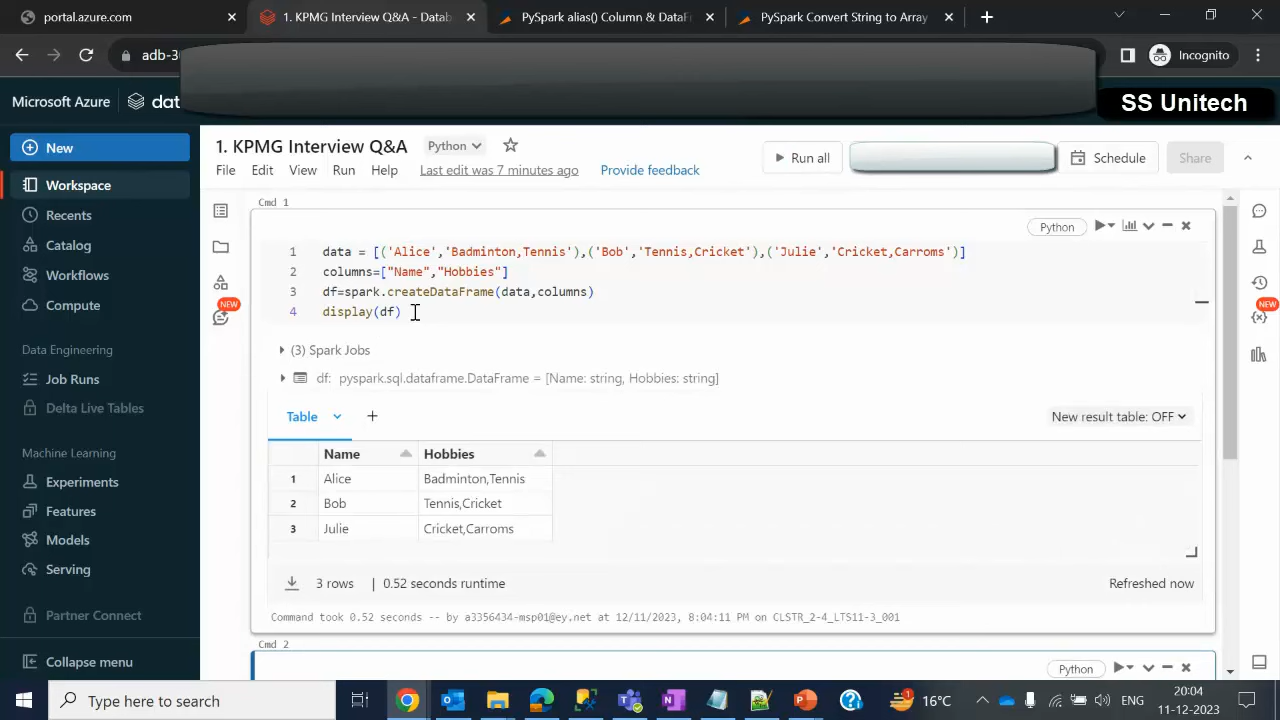 portal.azure.com
1. KPMG Interview Q&A - Datab
PySpark alias() Column & DataF
PySpark Convert String to Array
adb-3
Incognito
Microsoft Azure
dat
SS Unitech
New
1. KPMG Interview Q&A
Python
Run all
Schedule
Share
Workspace
File Edit View Run Help Last edit was 7 minutes ago Provide feedback
Recents
Catalog
Workflows
Compute
Data Engineering
Job Runs
Delta Live Tables
Machine Learning
Experiments
Features
Models
Serving
Partner Connect
Collapse menu
Cmd 1
Python
1 data = [('Alice','Badminton,Tennis'),('Bob','Tennis,Cricket'),('Julie','Cricket,Carroms')]
2 columns=["Name","Hobbies"]
3 df=spark.createDataFrame(data,columns)
4 display(df)
(3) Spark Jobs
df: pyspark.sql.dataframe.DataFrame = [Name: string, Hobbies: string]
Table +
New result table: OFF
Name Hobbies
1 Alice Badminton,Tennis
2 Bob Tennis,Cricket
3 Julie Cricket,Carroms
3 rows | 0.52 seconds runtime
Refreshed now
Command took 0.52 seconds -- by a3356434-msp01@ey.net at 12/11/2023, 8:04:11 PM on CLSTR_2-4_LTS11-3_001
Cmd 2
Python
NEW
NEW
Type here to search
1
16°C
ENG
20:04
11-12-2023